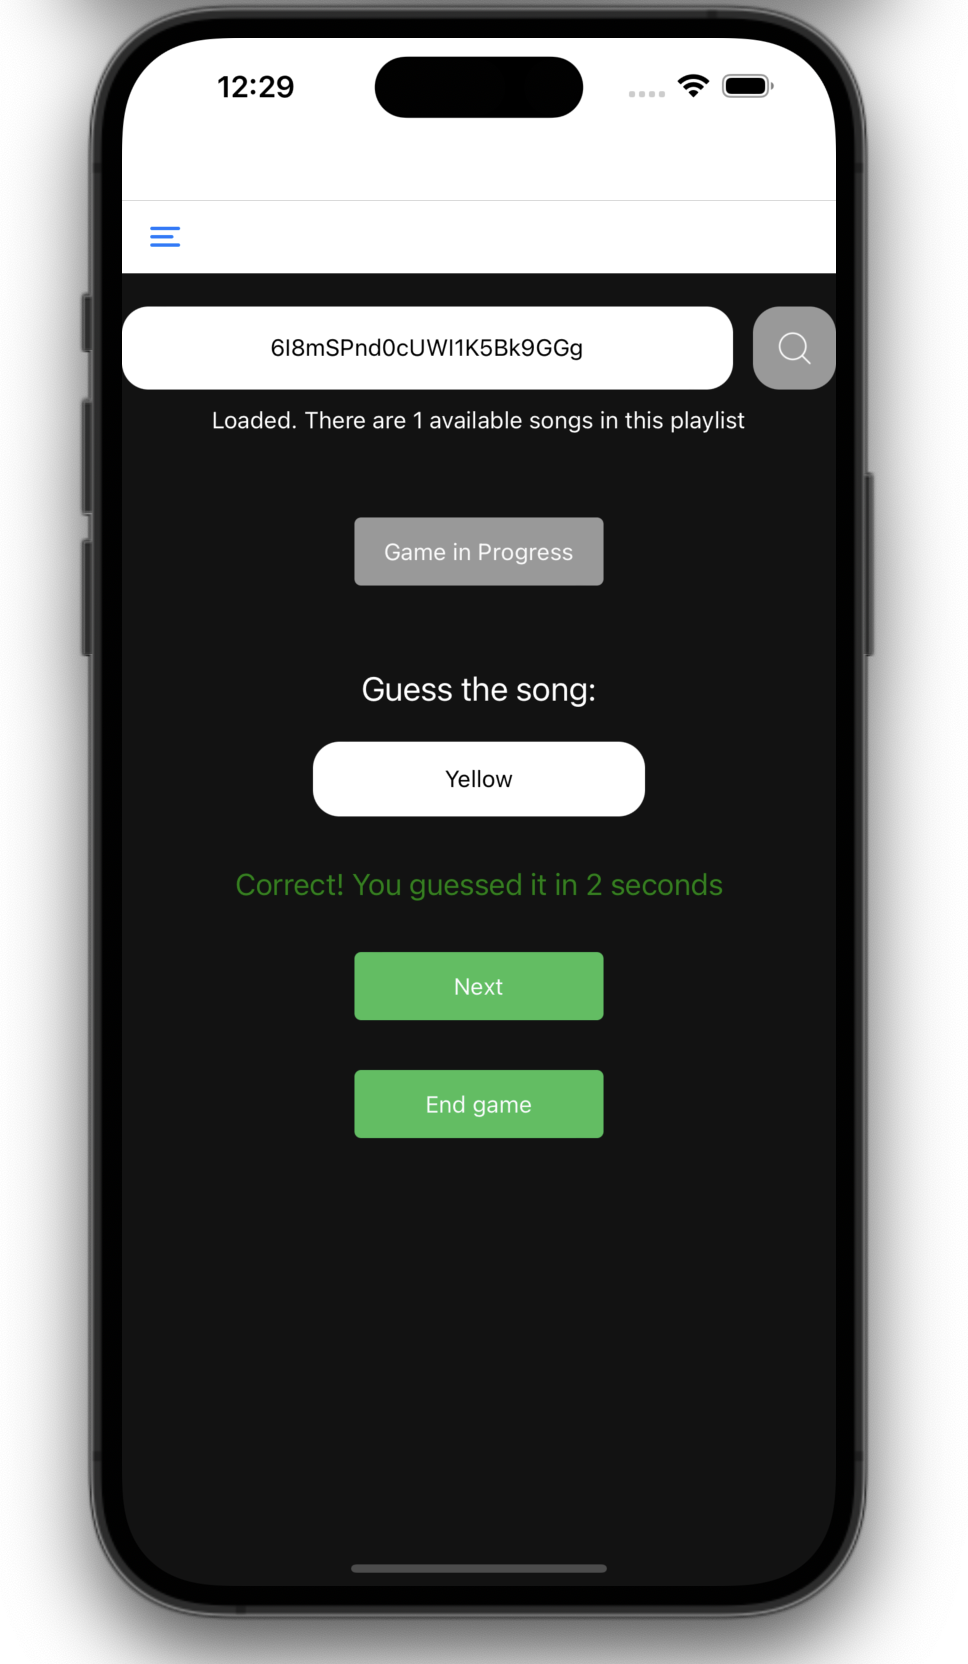 12:29
6I8mSPnd0cUWI1K5Bk9GGg
Loaded. There are 1 available songs in this playlist
Game in Progress
Guess the song:
Yellow
Correct! You guessed it in 2 seconds
Next
End game